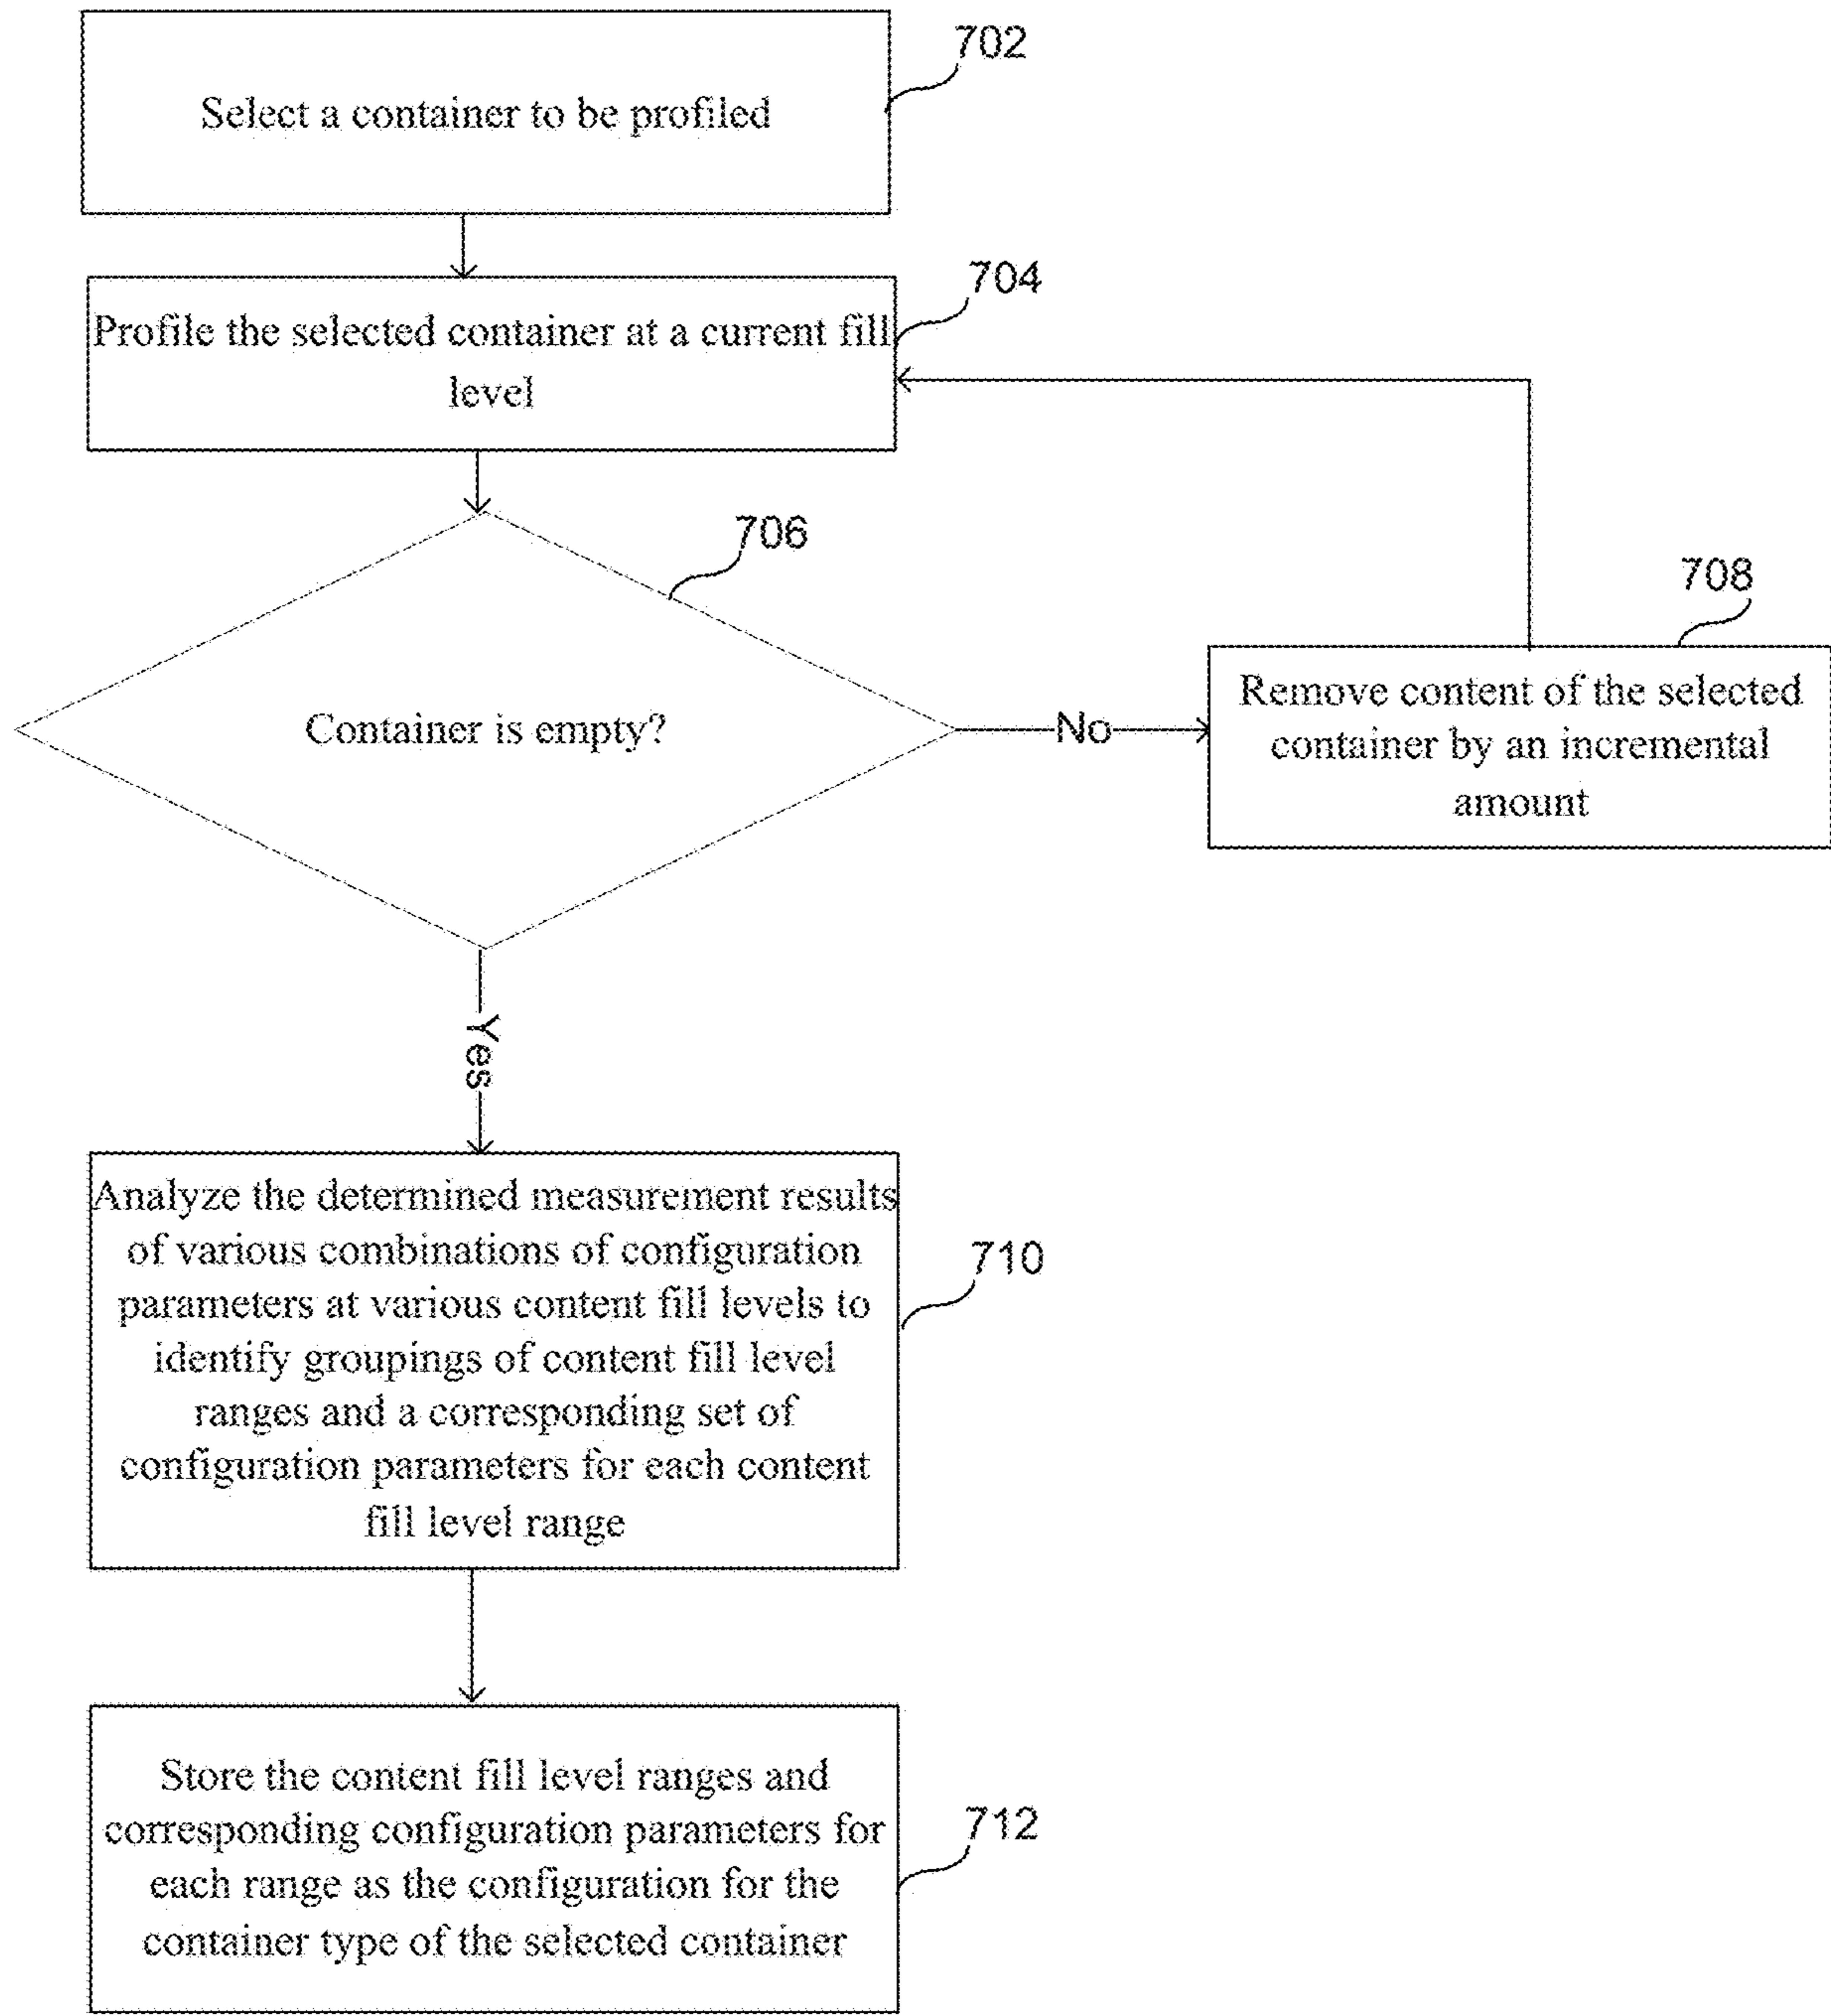 702
Select a container to be profiled
704
Profile the selected container at a current fill
level
706
Container is empty?
No
708
Remove content of the selected
container by an incremental
amount
Yes
Analyze the determined measurement results
of various combinations of configuration
parameters at various content fill levels to
identify groupings of content fill level
ranges and a corresponding set of
configuration parameters for each content
fill level range
710
Store the content fill level ranges and
corresponding configuration parameters for
each range as the configuration for the
container type of the selected container
712